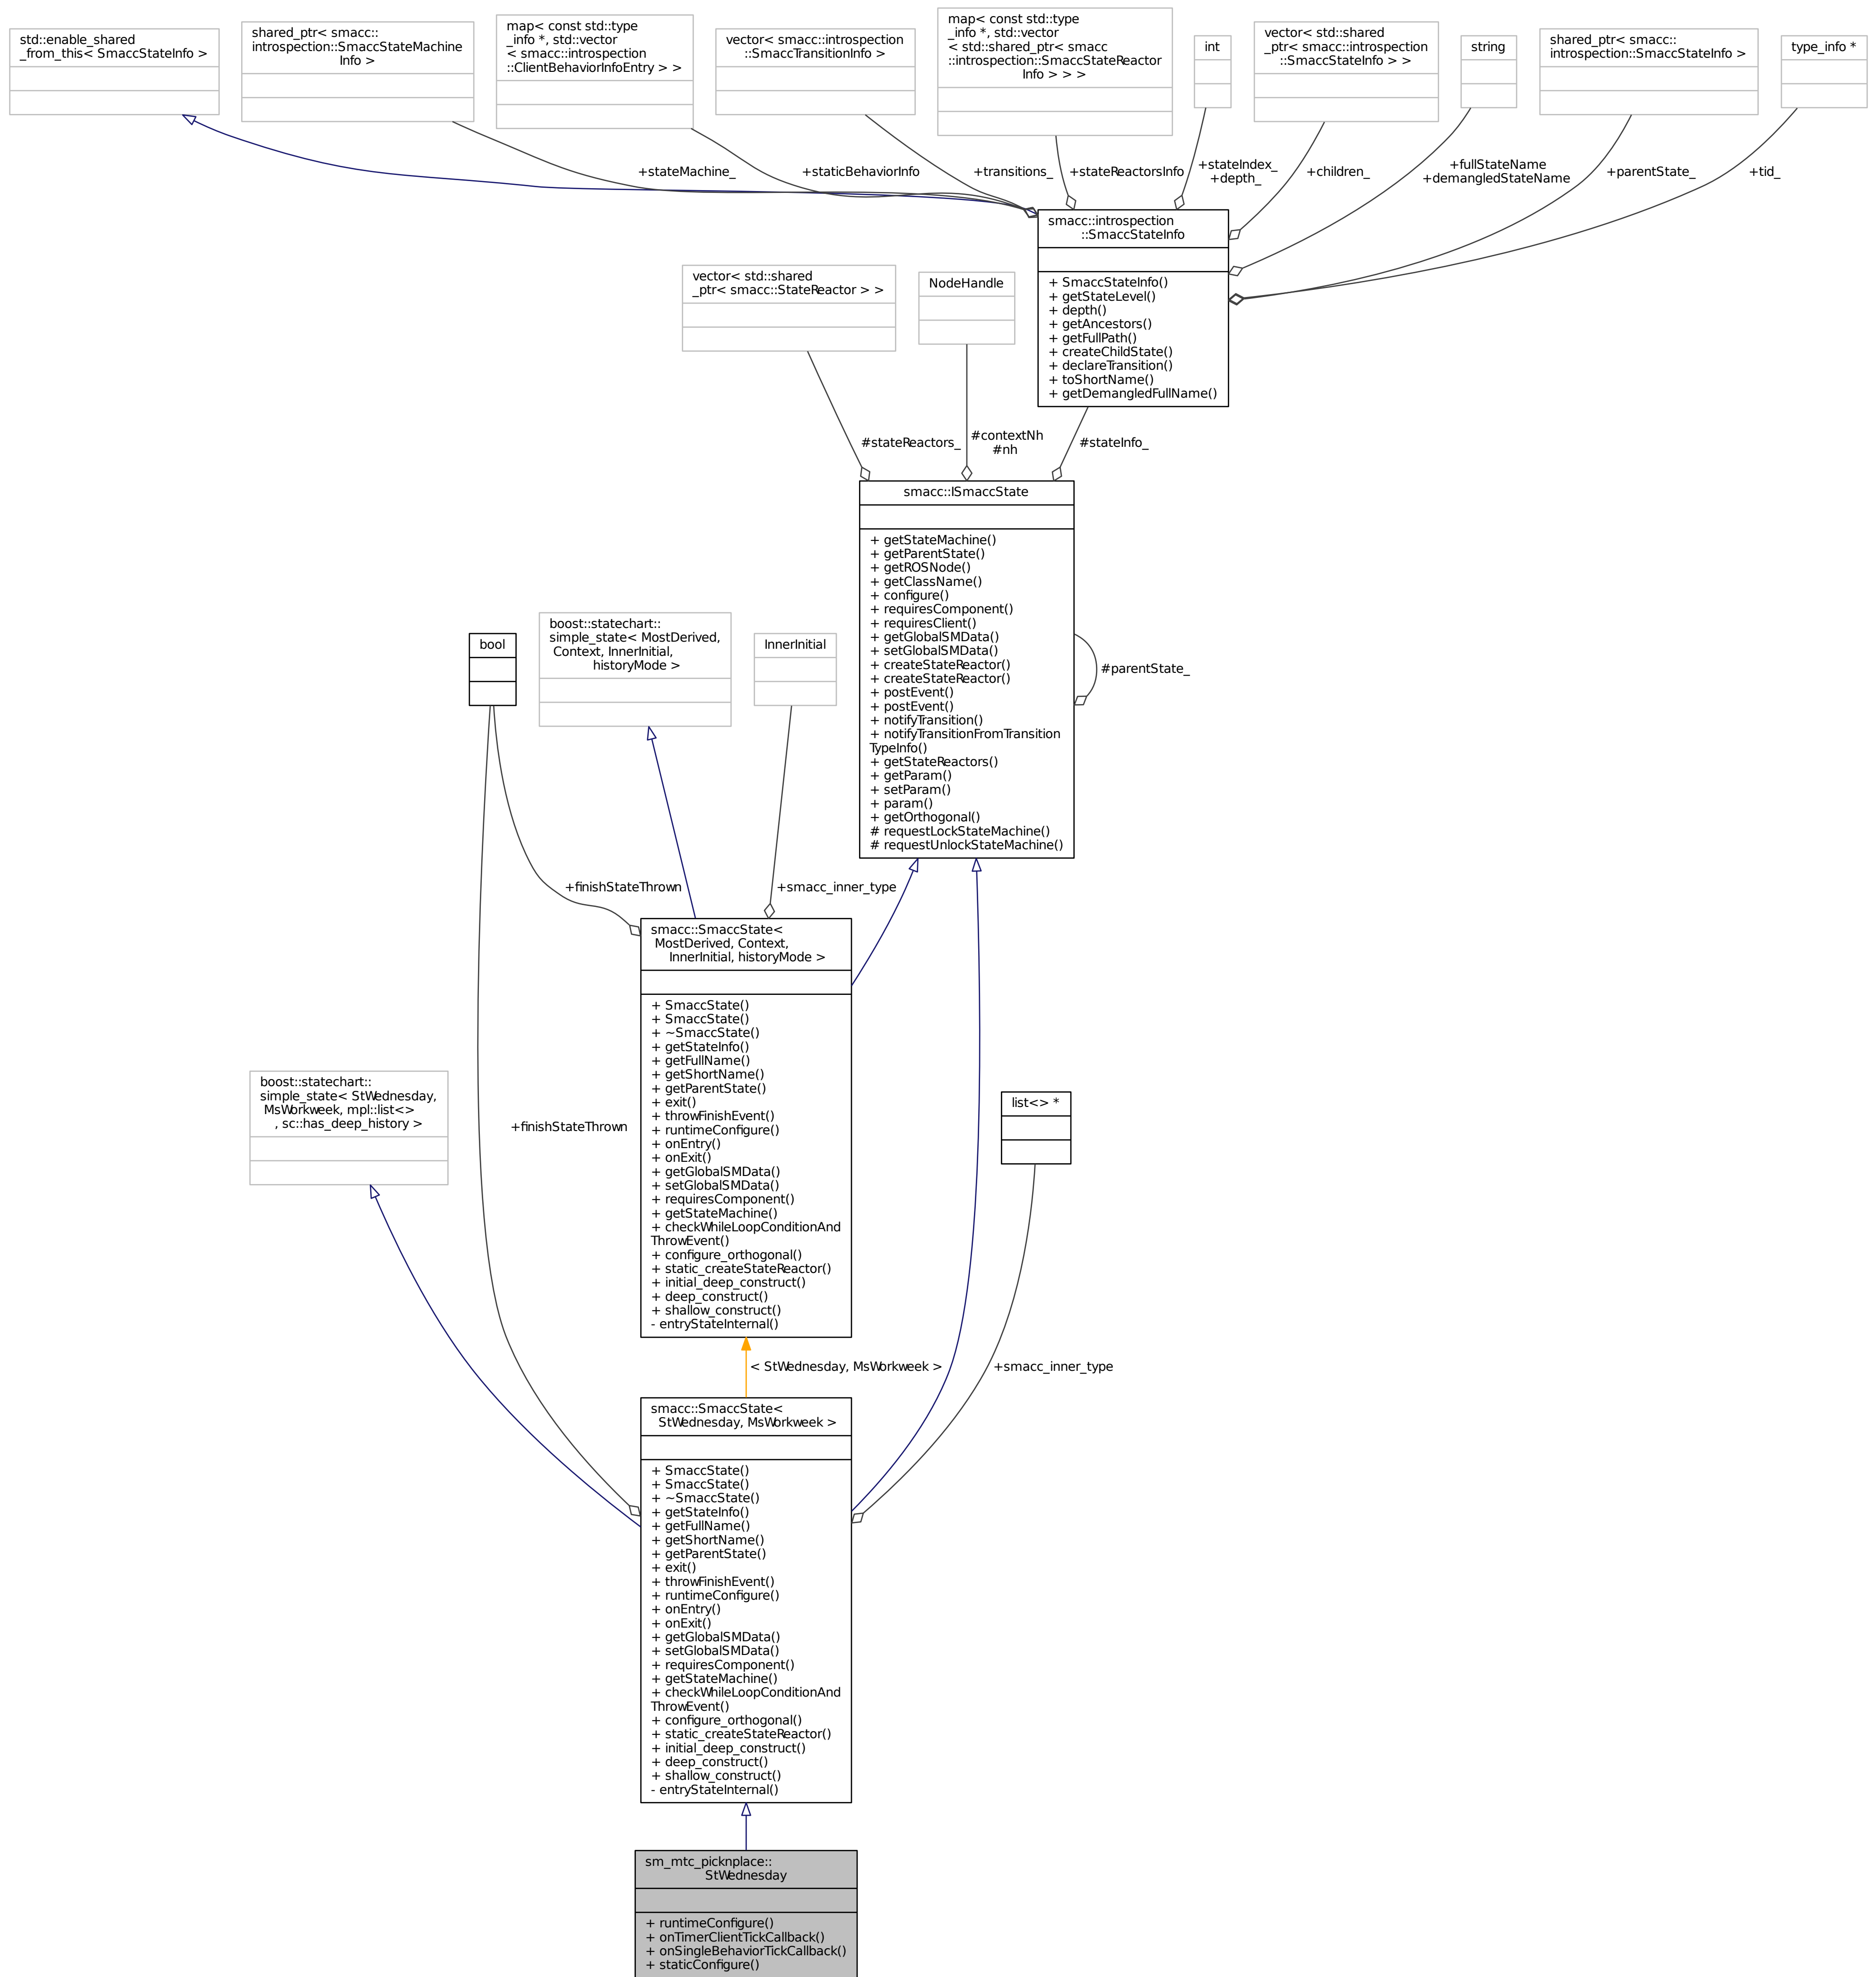 std::enable_shared
_from_this< SmaccStateInfo >
shared_ptr< smacc::
introspection::SmaccStateMachine
Info >
map< const std::type
_info *, std::vector
< smacc::introspection
::ClientBehaviorInfoEntry > >
vector< smacc::introspection
::SmaccTransitionInfo >
map< const std::type
_info *, std::vector
< std::shared_ptr< smacc
::introspection::SmaccStateReactor
Info > > >
int
vector< std::shared
_ptr< smacc::introspection
::SmaccStateInfo > >
string
shared_ptr< smacc::
introspection::SmaccStateInfo >
type_info *
+stateMachine_
+staticBehaviorInfo
+transitions_
+stateReactorsInfo
+stateIndex_
+depth_
+children_
+fullStateName
+demangledStateName
+parentState_
+tid_
smacc::introspection
::SmaccStateInfo
+ SmaccStateInfo()
+ getStateLevel()
+ depth()
+ getAncestors()
+ getFullPath()
+ createChildState()
+ declareTransition()
+ toShortName()
+ getDemangledFullName()
vector< std::shared
_ptr< smacc::StateReactor > >
NodeHandle
#stateReactors_
#contextNh
#nh
#stateInfo_
smacc::ISmaccState
+ getStateMachine()
+ getParentState()
+ getROSNode()
+ getClassName()
+ configure()
+ requiresComponent()
+ requiresClient()
+ getGlobalSMData()
+ setGlobalSMData()
+ createStateReactor()
+ createStateReactor()
+ postEvent()
+ postEvent()
+ notifyTransition()
+ notifyTransitionFromTransition
TypeInfo()
+ getStateReactors()
+ getParam()
+ setParam()
+ param()
+ getOrthogonal()
# requestLockStateMachine()
# requestUnlockStateMachine()
#parentState_
bool
boost::statechart::
simple_state< MostDerived,
Context, InnerInitial,
historyMode >
InnerInitial
+finishStateThrown
+smacc_inner_type
smacc::SmaccState<
MostDerived, Context,
InnerInitial, historyMode >
+ SmaccState()
+ SmaccState()
+ ~SmaccState()
+ getStateInfo()
+ getFullName()
+ getShortName()
+ getParentState()
+ exit()
+ throwFinishEvent()
+ runtimeConfigure()
+ onEntry()
+ onExit()
+ getGlobalSMData()
+ setGlobalSMData()
+ requiresComponent()
+ getStateMachine()
+ checkWhileLoopConditionAnd
ThrowEvent()
+ configure_orthogonal()
+ static_createStateReactor()
+ initial_deep_construct()
+ deep_construct()
+ shallow_construct()
- entryStateInternal()
boost::statechart::
simple_state< StWednesday,
MsWorkweek, mpl::list<>
, sc::has_deep_history >
+finishStateThrown
list<> *
< StWednesday, MsWorkweek >
+smacc_inner_type
smacc::SmaccState<
StWednesday, MsWorkweek >
+ SmaccState()
+ SmaccState()
+ ~SmaccState()
+ getStateInfo()
+ getFullName()
+ getShortName()
+ getParentState()
+ exit()
+ throwFinishEvent()
+ runtimeConfigure()
+ onEntry()
+ onExit()
+ getGlobalSMData()
+ setGlobalSMData()
+ requiresComponent()
+ getStateMachine()
+ checkWhileLoopConditionAnd
ThrowEvent()
+ configure_orthogonal()
+ static_createStateReactor()
+ initial_deep_construct()
+ deep_construct()
+ shallow_construct()
- entryStateInternal()
sm_mtc_picknplace::
StWednesday
+ runtimeConfigure()
+ onTimerClientTickCallback()
+ onSingleBehaviorTickCallback()
+ staticConfigure()